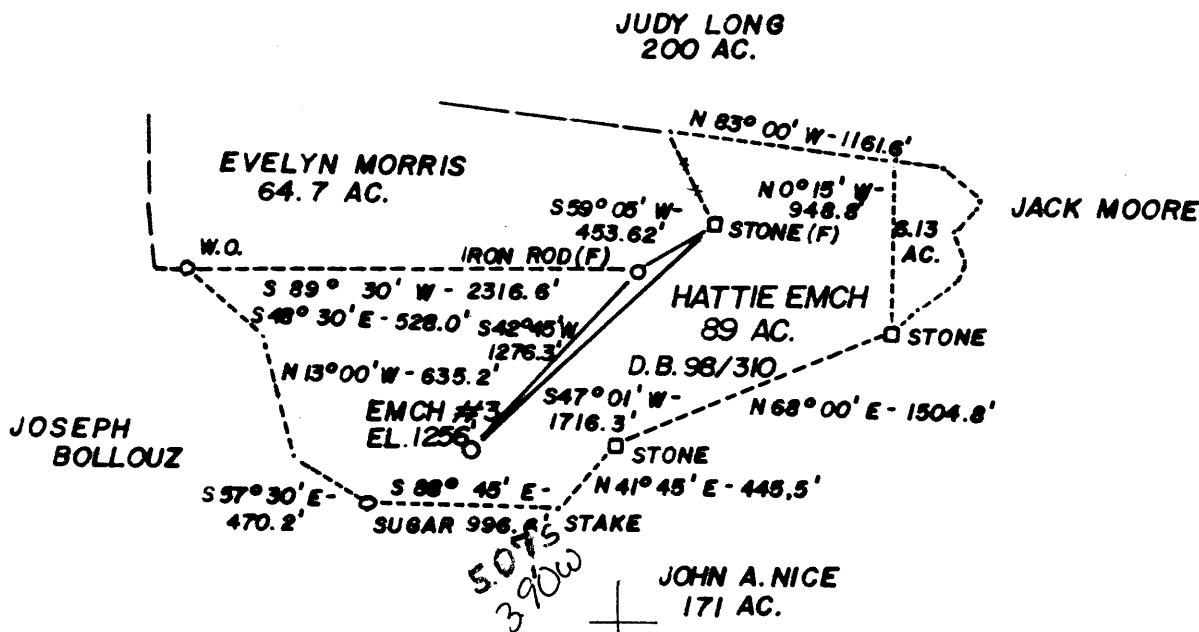 JUDY LONG
200 AC.
N 83° 00' W - 1161.6'
EVELYN MORRIS
64.7 AC.
N 0° 15' W -
948.8'
JACK MOORE
S 59° 05' W -
453.62'
STONE (F)
6.13
AC.
W.O.
IRON ROD (F)
S 89° 30' W - 2316.6'
HATTIE EMCH
89 AC.
S 48° 30' E - 528.0'
S 42° 45' W
1276.3'
STONE
D.B. 98/310
N 13° 00' W - 635.2'
S 47° 01' W -
1716.3'
N 68° 00' E - 1504.8'
EMCH #3
EL. 1256'
JOSEPH
BOLLOUZ
STONE
S 57° 30' E -
470.2'
S 88° 45' E -
N 41° 45' E - 445.5'
SUGAR 996.6'
STAKE
5.07S
3.90W
JOHN A. NICE
171 AC.